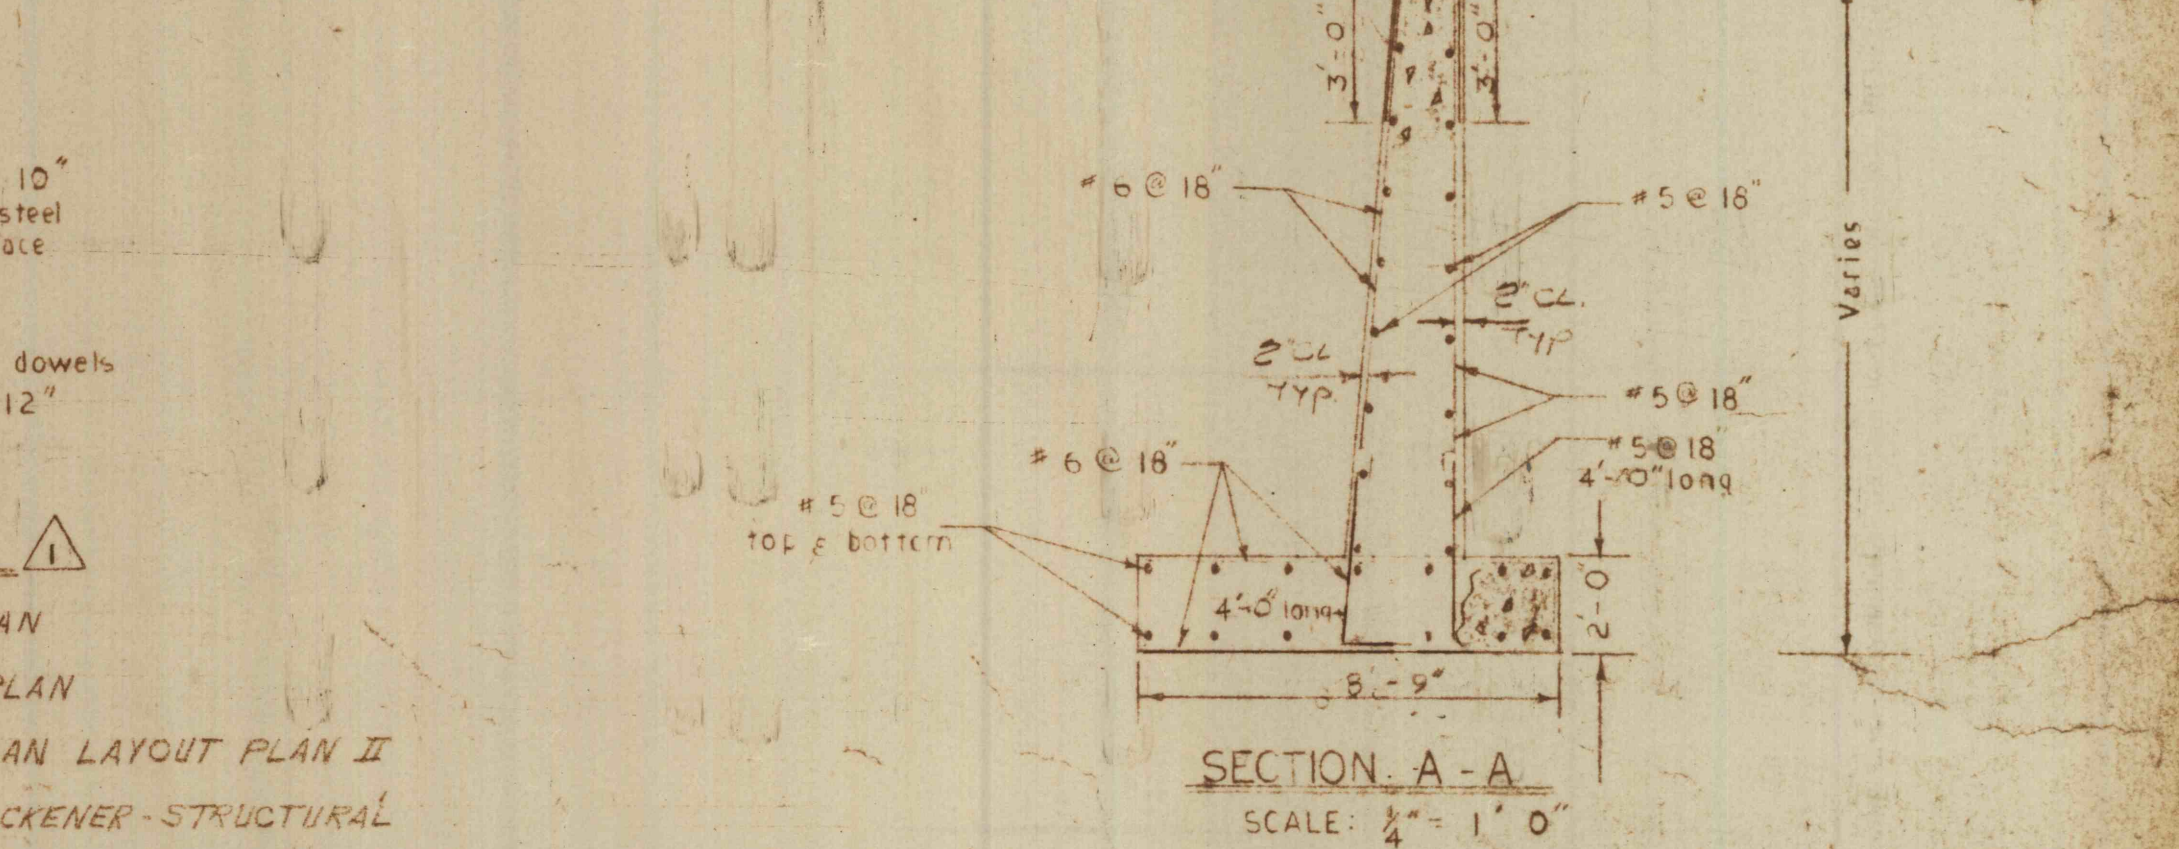 10"
steel
dowels
12"
1
PLAN
AN LAYOUT PLAN II
CKENER-STRUCTURAL
3'-0"
3'-0"
# 6 @ 18"
#5 @ 18"
2" CL.
TYP
2" CL
TYP.
Varies
#5 @ 18"
#5 @ 18"
4'-0" long
# 6 @ 18"
# 5 @ 18"
top & bottom
4'-0" long
2'-0"
8'-9"
SECTION A-A
SCALE: 1/4" = 1' 0"